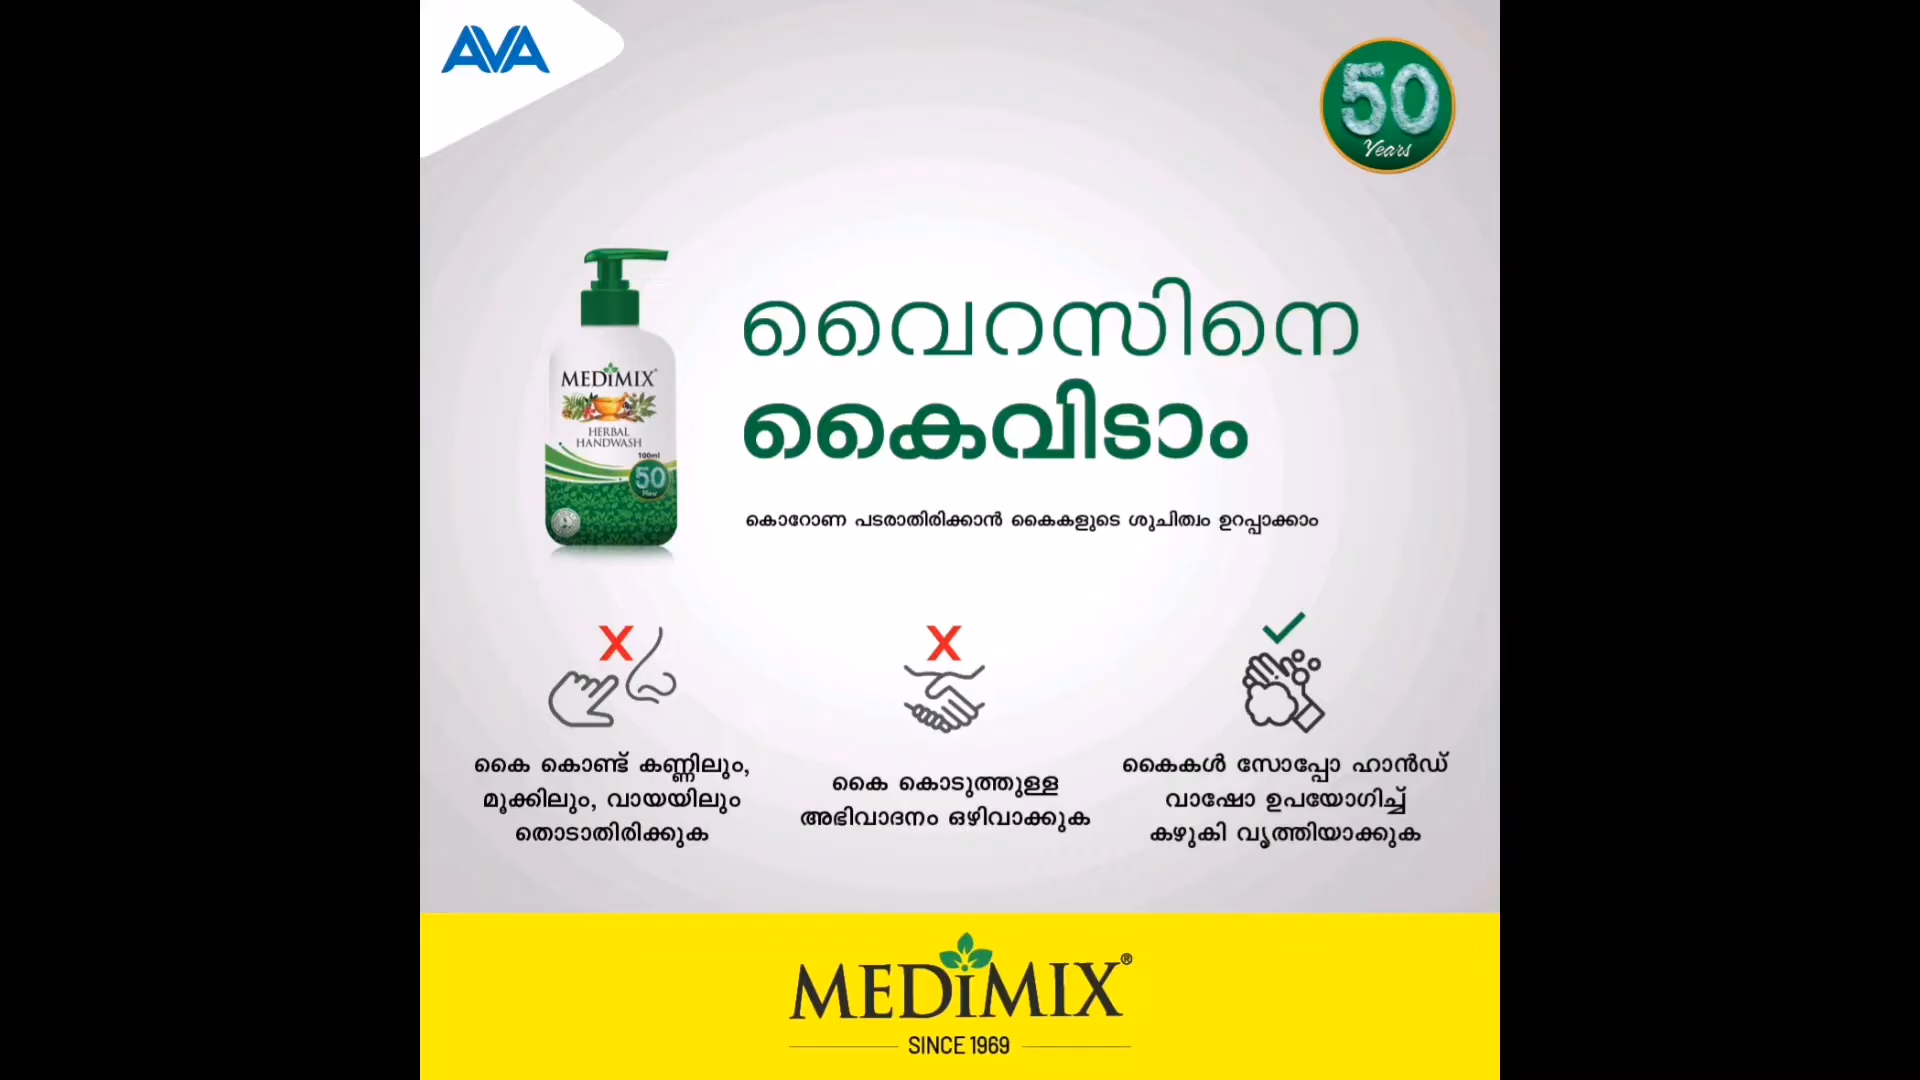 AVA
50
Years
വൈറസിനെ
കൈവിടാം
MEDiMIX®
HERBAL
HANDWASH
100ml
50
Years
കൊറോണ പടരാതിരിക്കാൻ കൈകളുടെ ശുചിത്വം ഉറപ്പാക്കാം
X
X
കൈ കൊണ്ട് കണ്ണിലും,
മൂക്കിലും, വായയിലും
തൊടാതിരിക്കുക
കൈ കൊടുത്തുള്ള
അഭിവാദനം ഒഴിവാക്കുക
കൈകൾ സോപ്പോ ഹാൻഡ്
വാഷോ ഉപയോഗിച്ച്
കഴുകി വൃത്തിയാക്കുക
MEDiMIX®
SINCE 1969